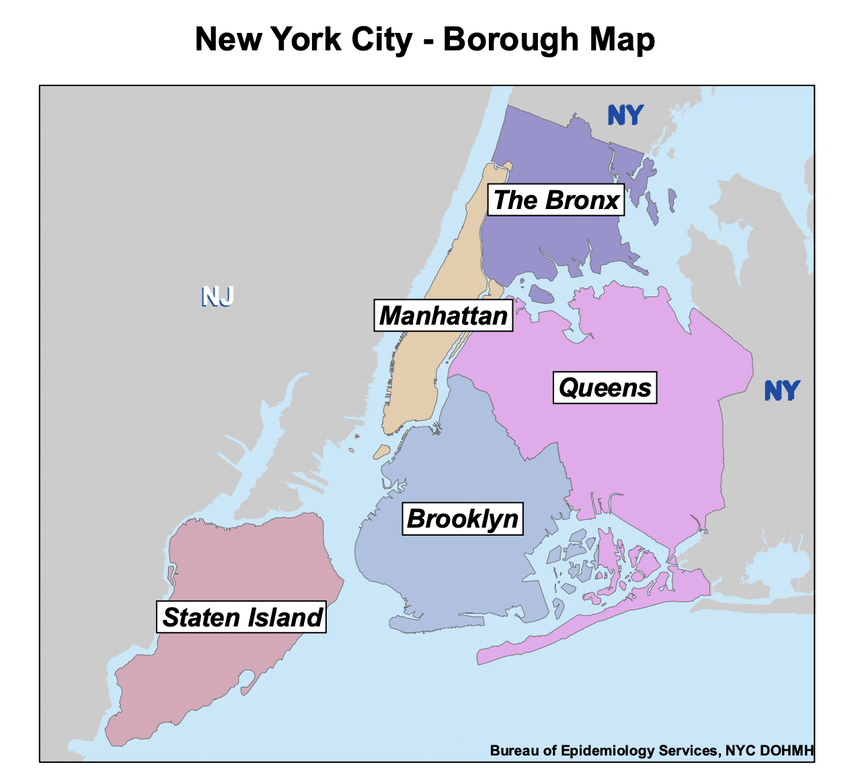 New York City - Borough Map
NY
The Bronx
NJ
Manhattan
Queens
NY
Brooklyn
Staten Island
Bureau of Epidemiology Services, NYC DOHMH